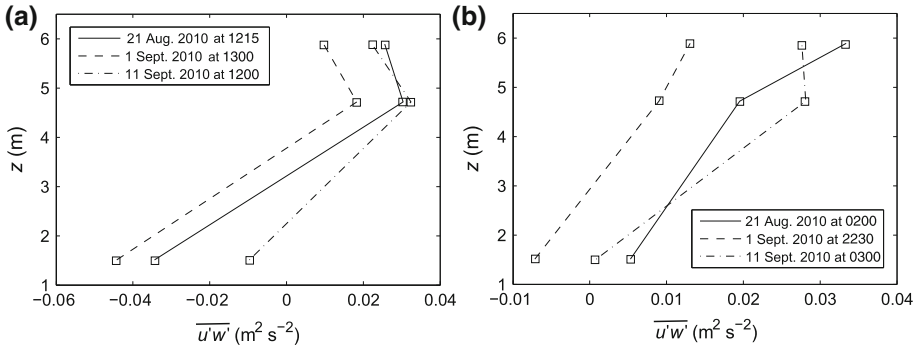 (a)
6
5
4
3
2
1
z (m)
21 Aug. 2010 at 1215
1 Sept. 2010 at 1300
11 Sept. 2010 at 1200
−0.06 −0.04 −0.02 0 0.02 0.04
u'w' (m² s⁻²)
(b)
6
5
4
3
2
1
z (m)
21 Aug. 2010 at 0200
1 Sept. 2010 at 2230
11 Sept. 2010 at 0300
−0.01 0 0.01 0.02 0.03 0.04
u'w' (m² s⁻²)